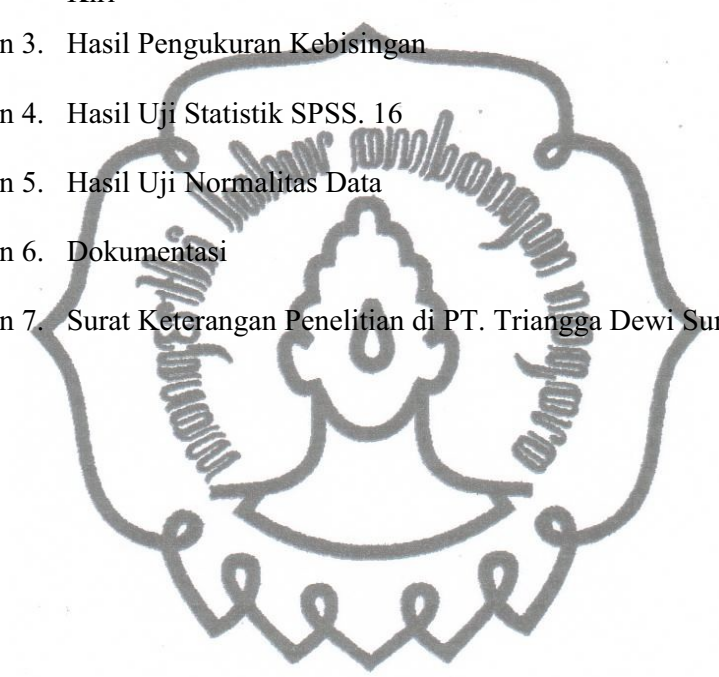 n 3. Hasil Pengukuran Kebisingan
n 4. Hasil Uji Statistik SPSS. 16
n 5. Hasil Uji Normalitas Data
n 6. Dokumentasi
n 7. Surat Keterangan Penelitian di PT. Triangga Dewi Sur